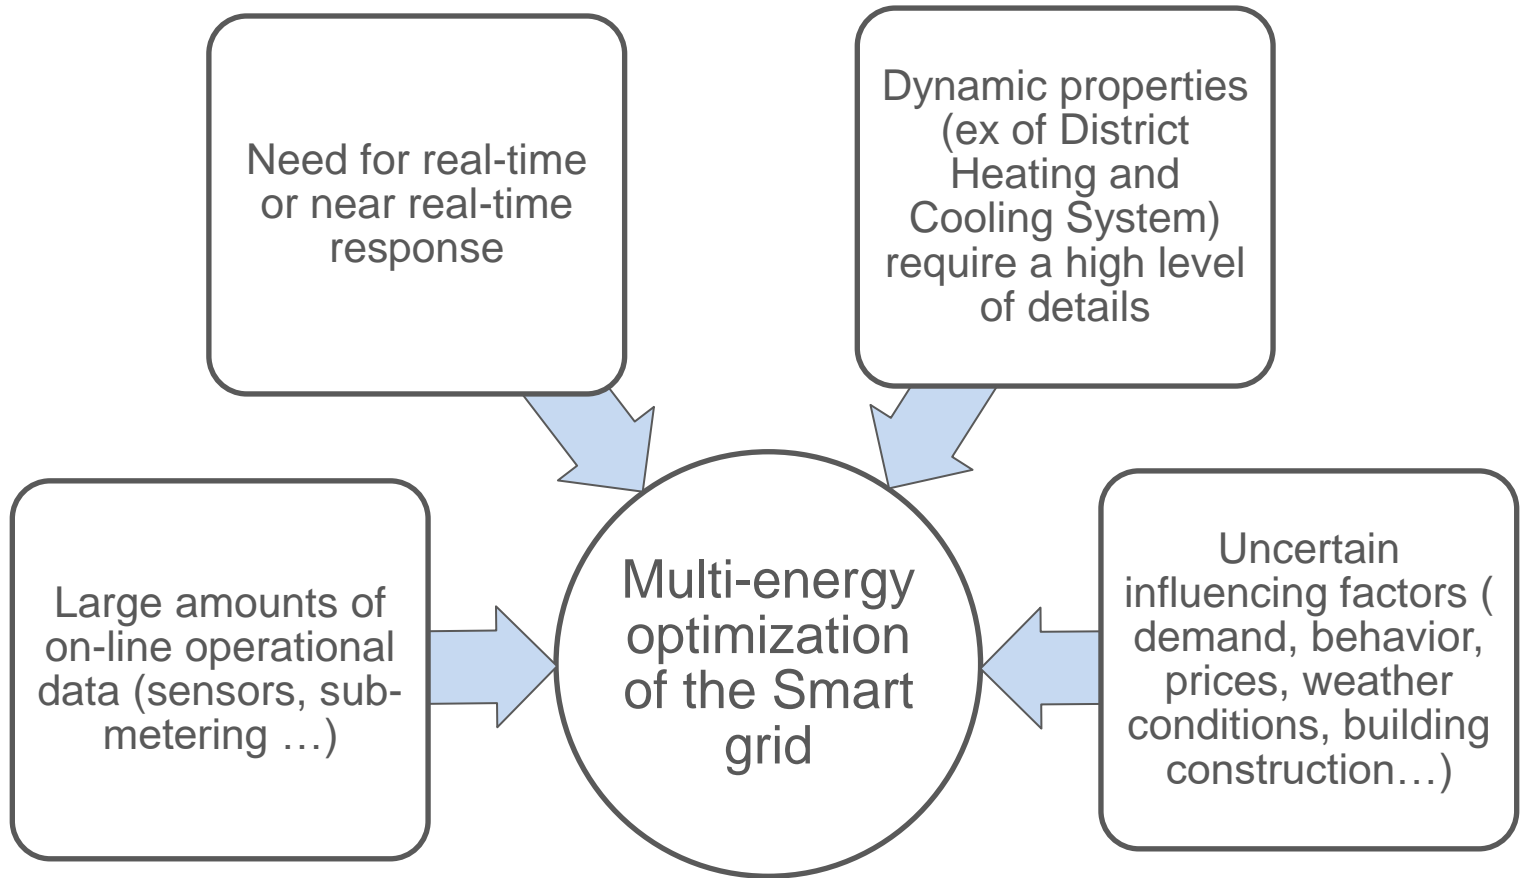 Need for real-time
or near real-time
response
Dynamic properties
(ex of District
Heating and
Cooling System)
require a high level
of details
Large amounts of
on-line operational
data (sensors, sub-
metering …)
Multi-energy
optimization
of the Smart
grid
Uncertain
influencing factors (
demand, behavior,
prices, weather
conditions, building
construction…)